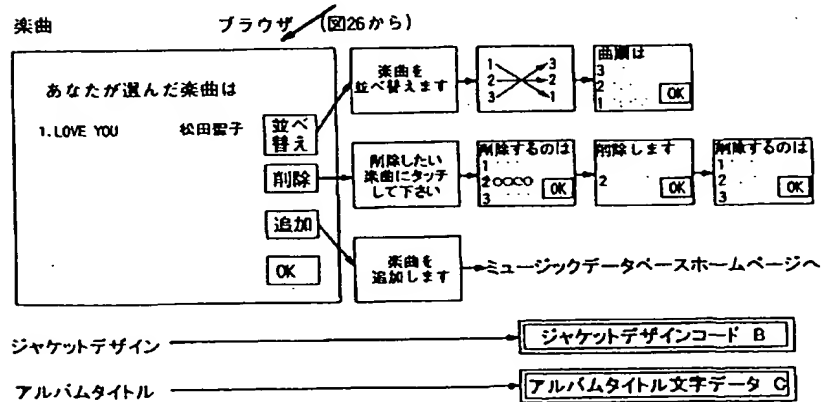 楽曲
ブラウザ (図26から)
あなたが選んだ楽曲は
1.LOVE YOU 松田聖子
並べ
替え
削除
追加
OK
楽曲を
並べ替えます
1 3
2 2
3 1
曲順は
3
2
1
OK
削除したい
楽曲にタッチ
して下さい
削除するのは
1
2○○○○
3
OK
削除します
2
OK
削除するのは
1
2
3
OK
楽曲を
追加します
ミュージックデータベースホームページへ
ジャケットデザイン
ジャケットデザインコード B
アルバムタイトル
アルバムタイトル文字データ C